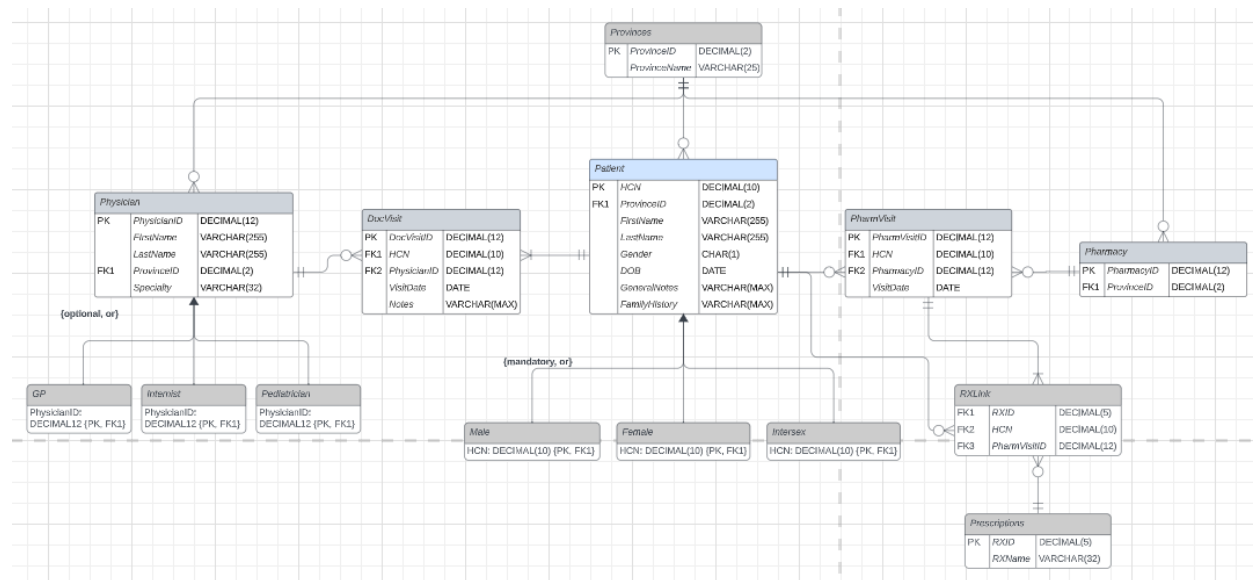 Provinces
PK ProvinceID DECIMAL(2)
ProvinceName VARCHAR(25)
Patient
PK HCN DECIMAL(10)
FK1 ProvinceID DECIMAL(2)
FirstName VARCHAR(255)
LastName VARCHAR(255)
Gender CHAR(1)
DOB DATE
GeneralNotes VARCHAR(MAX)
FamilyHistory VARCHAR(MAX)
Physician
PK PhysicianID DECIMAL(12)
FirstName VARCHAR(255)
LastName VARCHAR(255)
FK1 ProvinceID DECIMAL(2)
Specialty VARCHAR(32)
DocVisit
PK DocVisitID DECIMAL(12)
FK1 HCN DECIMAL(10)
FK2 PhysicianID DECIMAL(12)
VisitDate DATE
Notes VARCHAR(MAX)
PharmVisit
PK PharmVisitID DECIMAL(12)
FK1 HCN DECIMAL(10)
FK2 PharmacyID DECIMAL(12)
VisitDate DATE
Pharmacy
PK PharmacyID DECIMAL(12)
FK1 ProvinceID DECIMAL(2)
{optional, or}
{mandatory, or}
GP
PhysicianID:
DECIMAL12 {PK, FK1}
Internist
PhysicianID:
DECIMAL12 {PK, FK1}
Pediatrician
PhysicianID:
DECIMAL12 {PK, FK1}
Male
HCN: DECIMAL(10) {PK, FK1}
Female
HCN: DECIMAL(10) {PK, FK1}
Intersex
HCN: DECIMAL(10) {PK, FK1}
RXLink
FK1 RXID DECIMAL(5)
FK2 HCN DECIMAL(10)
FK3 PharmVisitID DECIMAL(12)
Prescriptions
PK RXID DECIMAL(5)
RXName VARCHAR(32)